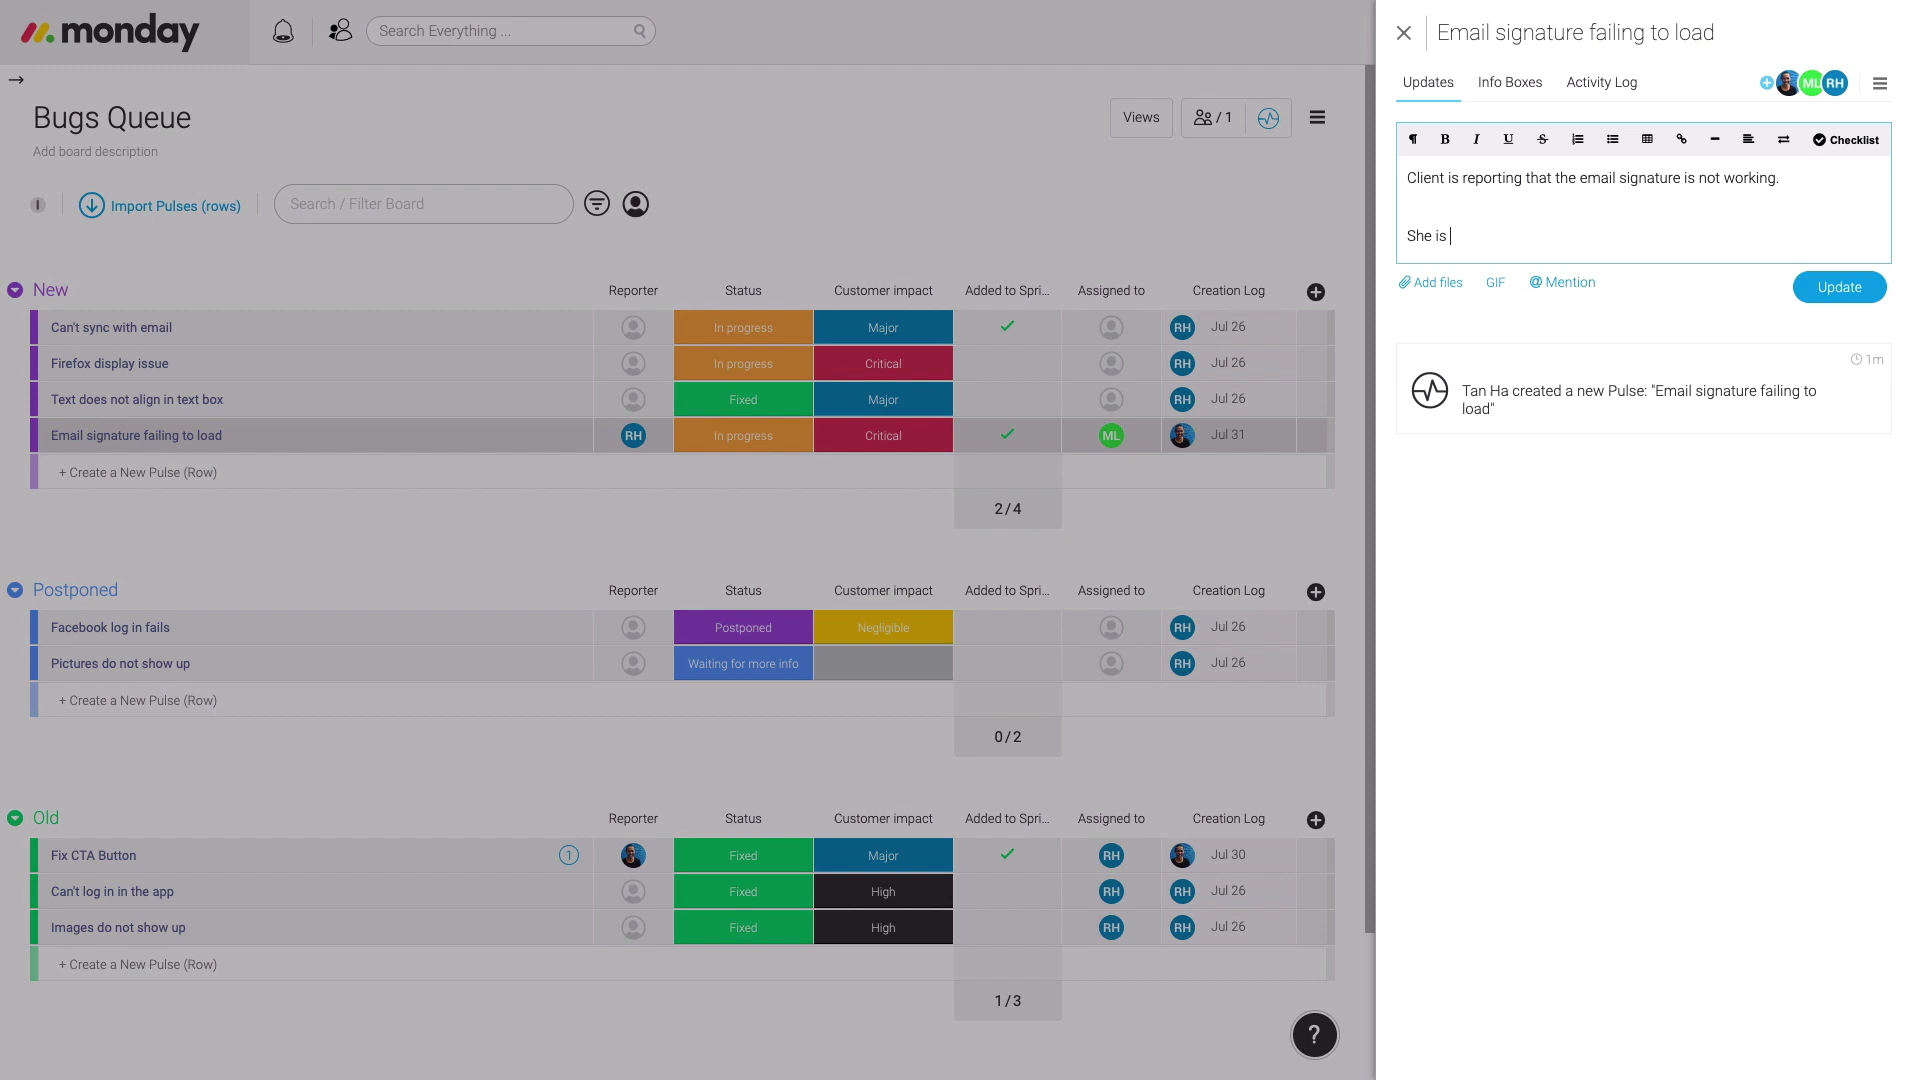 monday
Search Everything ...
Bugs Queue
Add board description
Views
/ 1
Import Pulses (rows)
Search / Filter Board
New Reporter Status Customer impact Added to Spri... Assigned to Creation Log
Can't sync with email In progress Major RH Jul 26
Firefox display issue In progress Critical RH Jul 26
Text does not align in text box Fixed Major RH Jul 26
Email signature failing to load RH In progress Critical ML Jul 31
+ Create a New Pulse (Row)
2 / 4
Postponed Reporter Status Customer impact Added to Spri... Assigned to Creation Log
Facebook log in fails Postponed Negligible RH Jul 26
Pictures do not show up Waiting for more info RH Jul 26
+ Create a New Pulse (Row)
0 / 2
Old Reporter Status Customer impact Added to Spri... Assigned to Creation Log
Fix CTA Button 1 Fixed Major RH Jul 30
Can't log in in the app Fixed High RH RH Jul 26
Images do not show up Fixed High RH RH Jul 26
+ Create a New Pulse (Row)
1 / 3
?
Email signature failing to load
Updates Info Boxes Activity Log ML RH
¶ B I U S Checklist
Client is reporting that the email signature is not working.
She is
Add files GIF @ Mention Update
1m
Tan Ha created a new Pulse: "Email signature failing to
load"